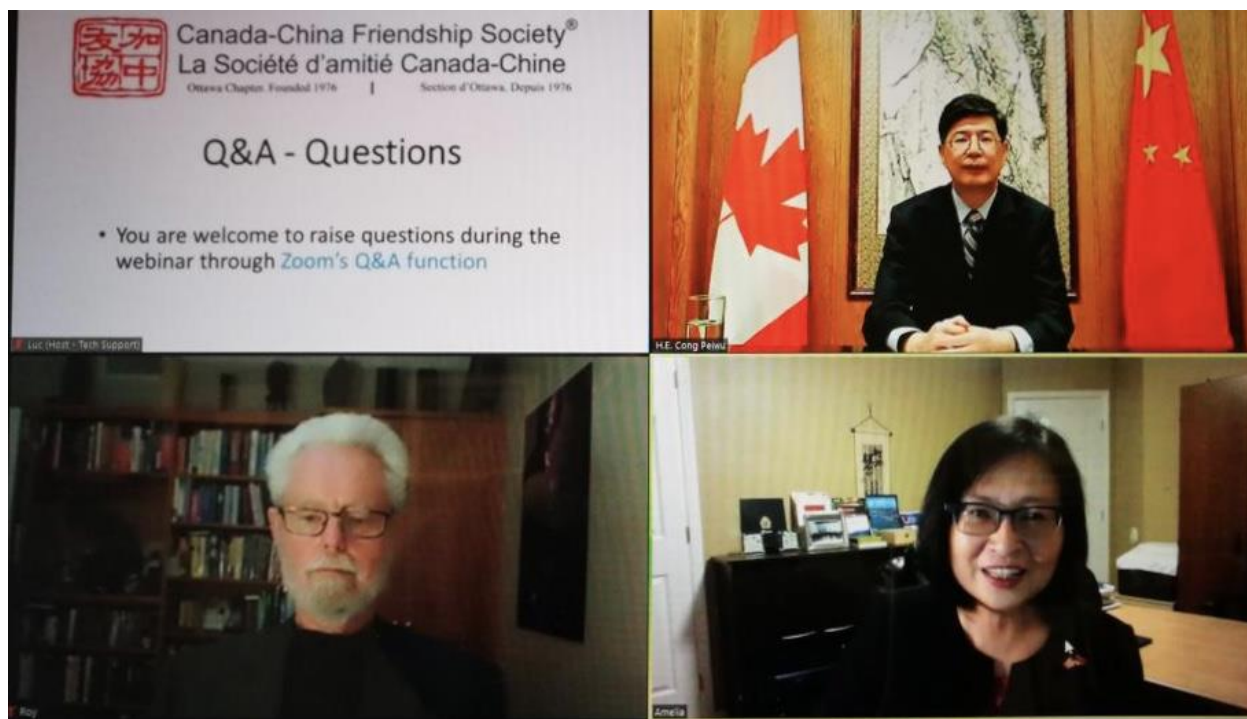 友加
協中
Canada-China Friendship Society®
La Société d'amitié Canada-Chine
Ottawa Chapter, Founded 1976 | Section d'Ottawa, Depuis 1976
Q&A - Questions
• You are welcome to raise questions during the
webinar through Zoom's Q&A function
Luc (Host - Tech Support)
H.E. Cong Peiwu
Roy
Amelia